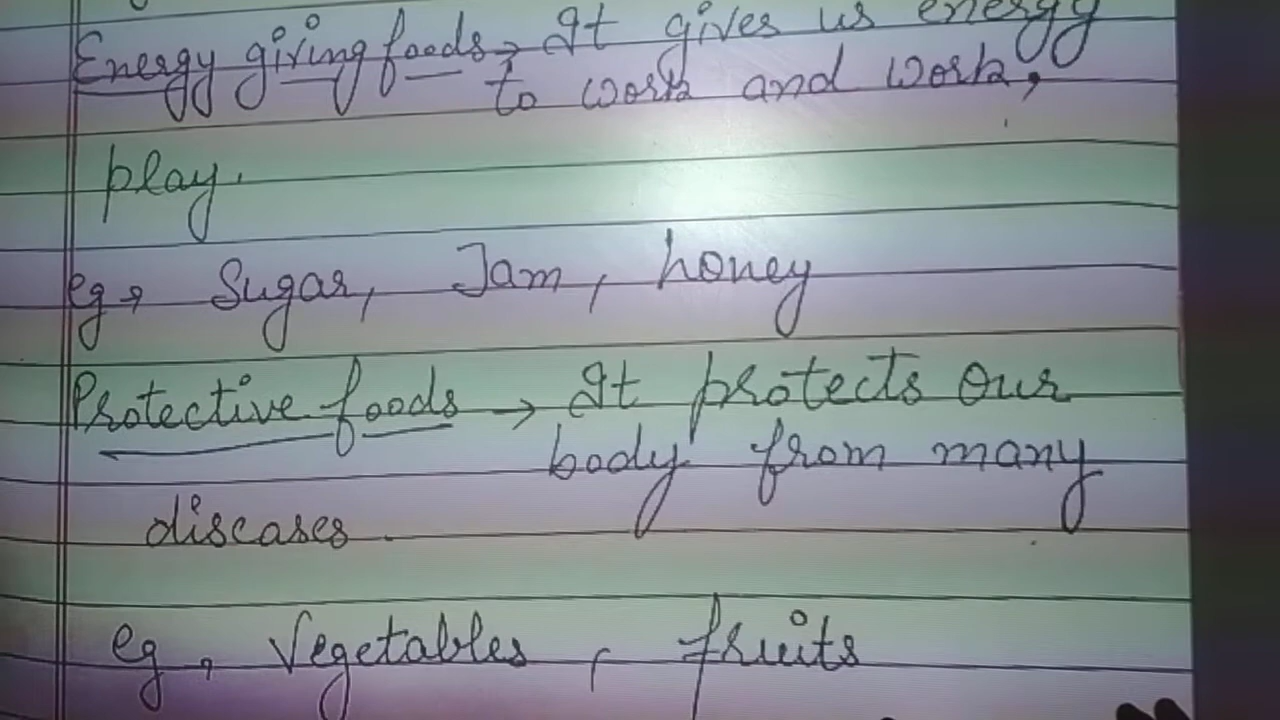 Energy giving foods → It gives us energy
to work and work,
play.
eg → Sugar, Jam, honey
Protective foods → It protects our
body from many
diseases.
eg → Vegetables, fruits